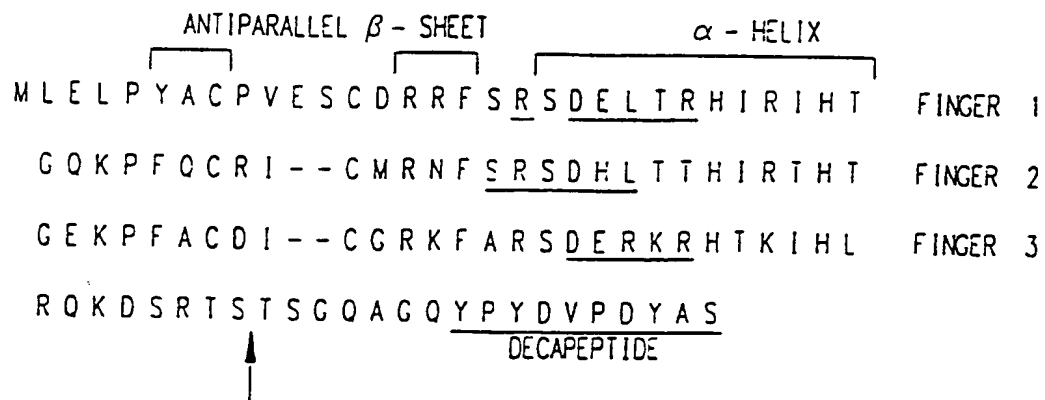 ANTIPARALLEL β - SHEET α - HELIX
M L E L P Y A C P V E S C D R R F S R S D E L T R H I R I H T FINGER 1
G Q K P F Q C R I - - C M R N F S R S D H L T T H I R T H T FINGER 2
G E K P F A C D I - - C G R K F A R S D E R K R H T K I H L FINGER 3
R Q K D S R T S T S G Q A G Q Y P Y D V P D Y A S
DECAPEPTIDE